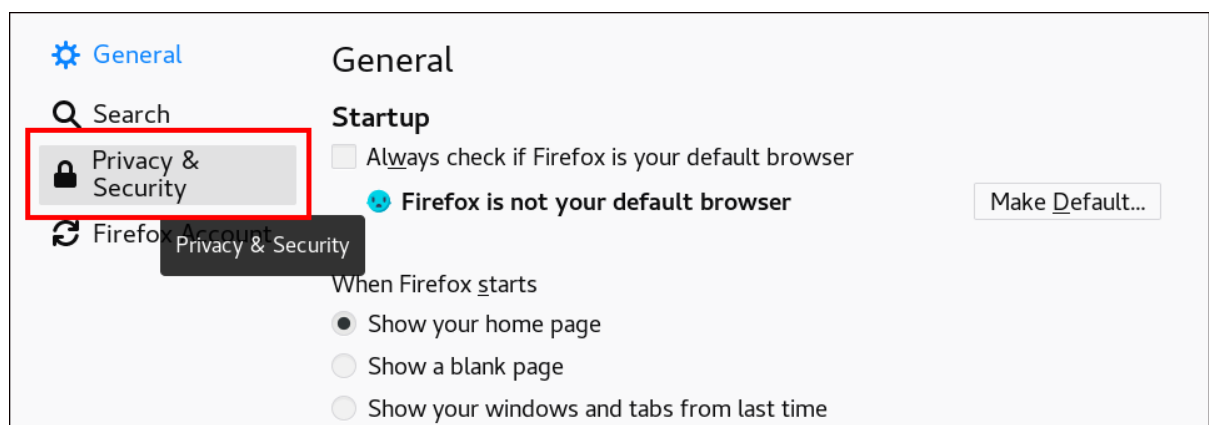 General
Search
Privacy &
Security
Firefox Account
Privacy & Security
General
Startup
Always check if Firefox is your default browser
Firefox is not your default browser
Make Default...
When Firefox starts
Show your home page
Show a blank page
Show your windows and tabs from last time